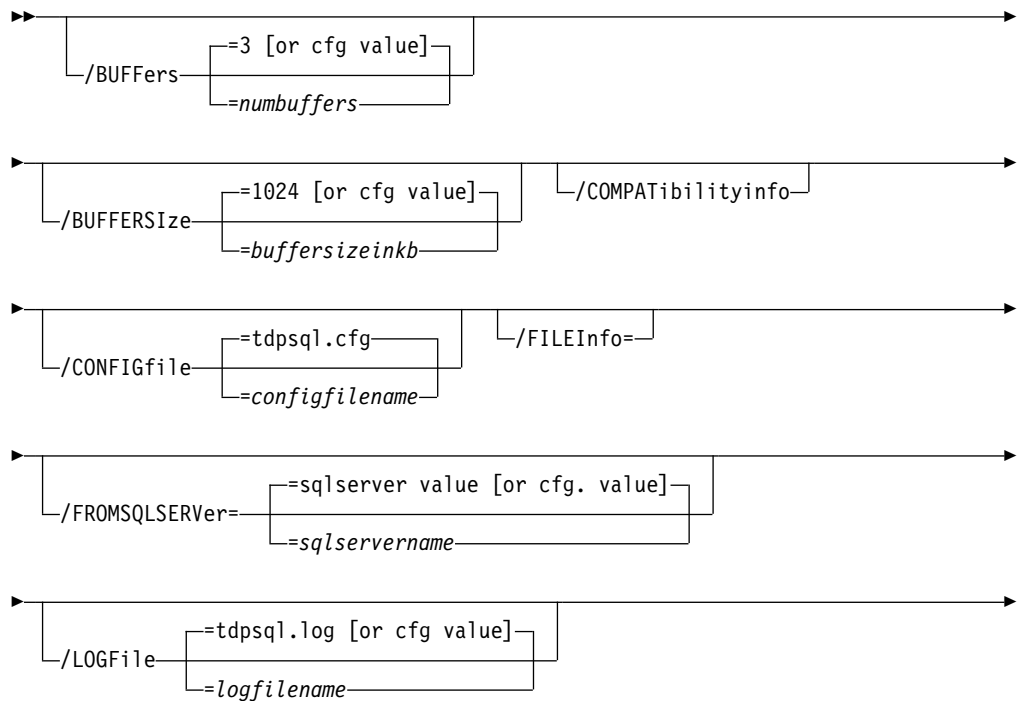 =3 [or cfg value]
/BUFFers
=numbuffers
=1024 [or cfg value]
/COMPATibilityinfo
/BUFFERSIze
=buffersizeinkb
=tdpsql.cfg
/FILEInfo=
/CONFIGfile
=configfilename
=sqlserver value [or cfg. value]
/FROMSQLSERVer=
=sqlservername
=tdpsql.log [or cfg value]
/LOGFile
=logfilename